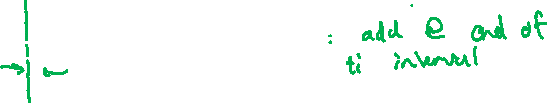 : add @ end of
ti interval